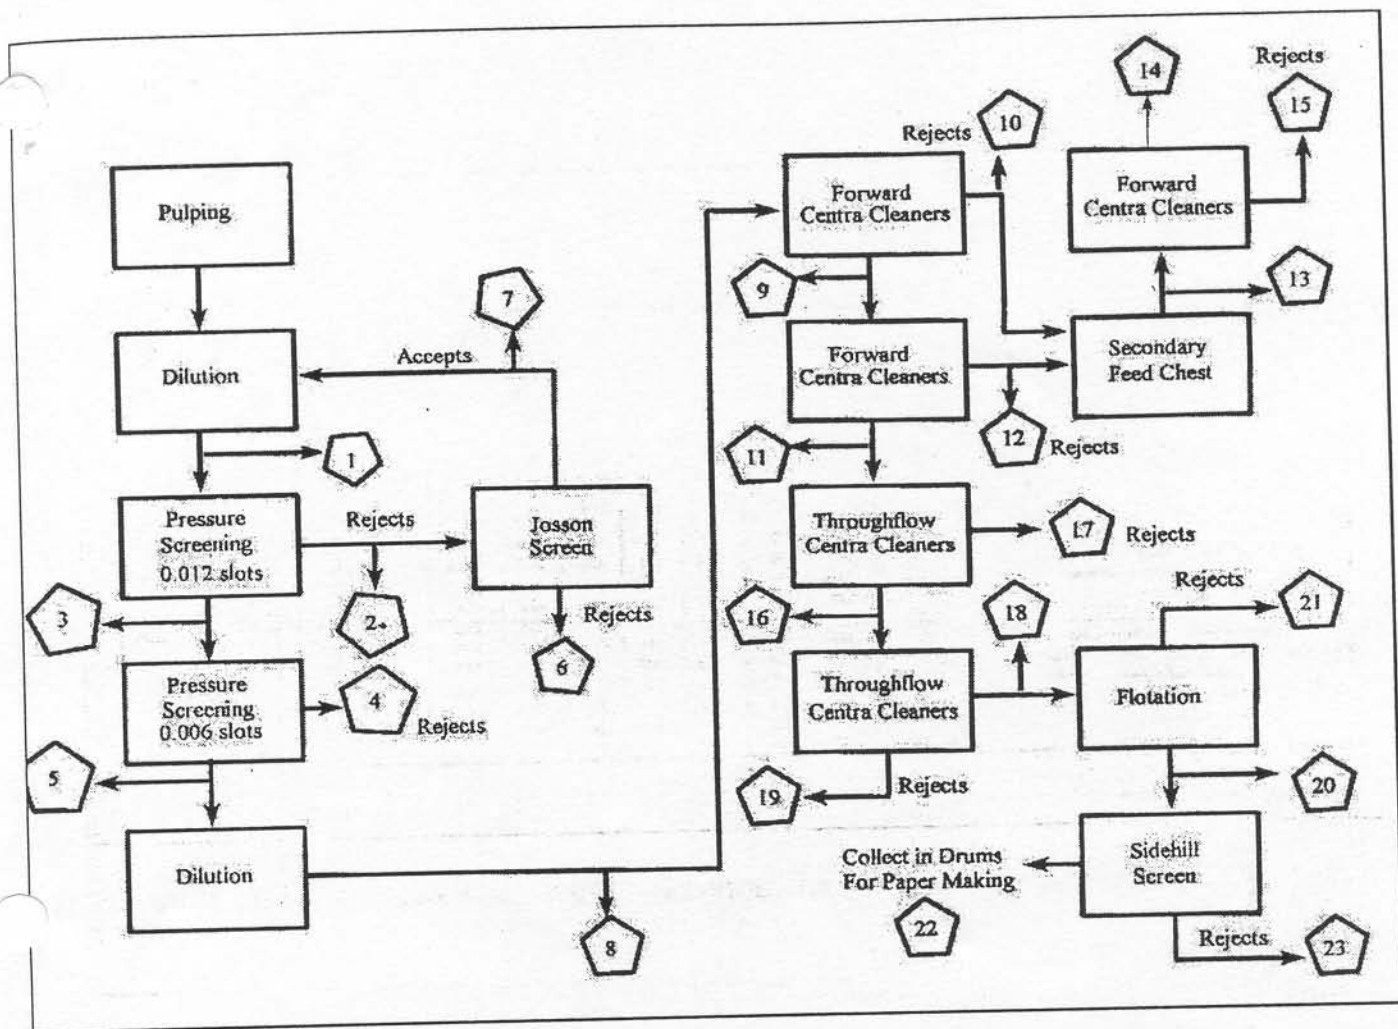 Pulping
Dilution
Accepts
7
1
Pressure
Screening
0.012 slots
Rejects
2
3
Josson
Screen
Rejects
6
Pressure
Screening
0.006 slots
4
Rejects
5
Dilution
8
Forward
Centra Cleaners
Rejects
10
9
Forward
Centra Cleaners
12
Rejects
11
14
Rejects
15
Forward
Centra Cleaners
13
Secondary
Feed Chest
Throughflow
Centra Cleaners
17
Rejects
16
18
Throughflow
Centra Cleaners
19
Rejects
Rejects
21
Flotation
20
Sidehill
Screen
Collect in Drums
For Paper Making
22
Rejects
23